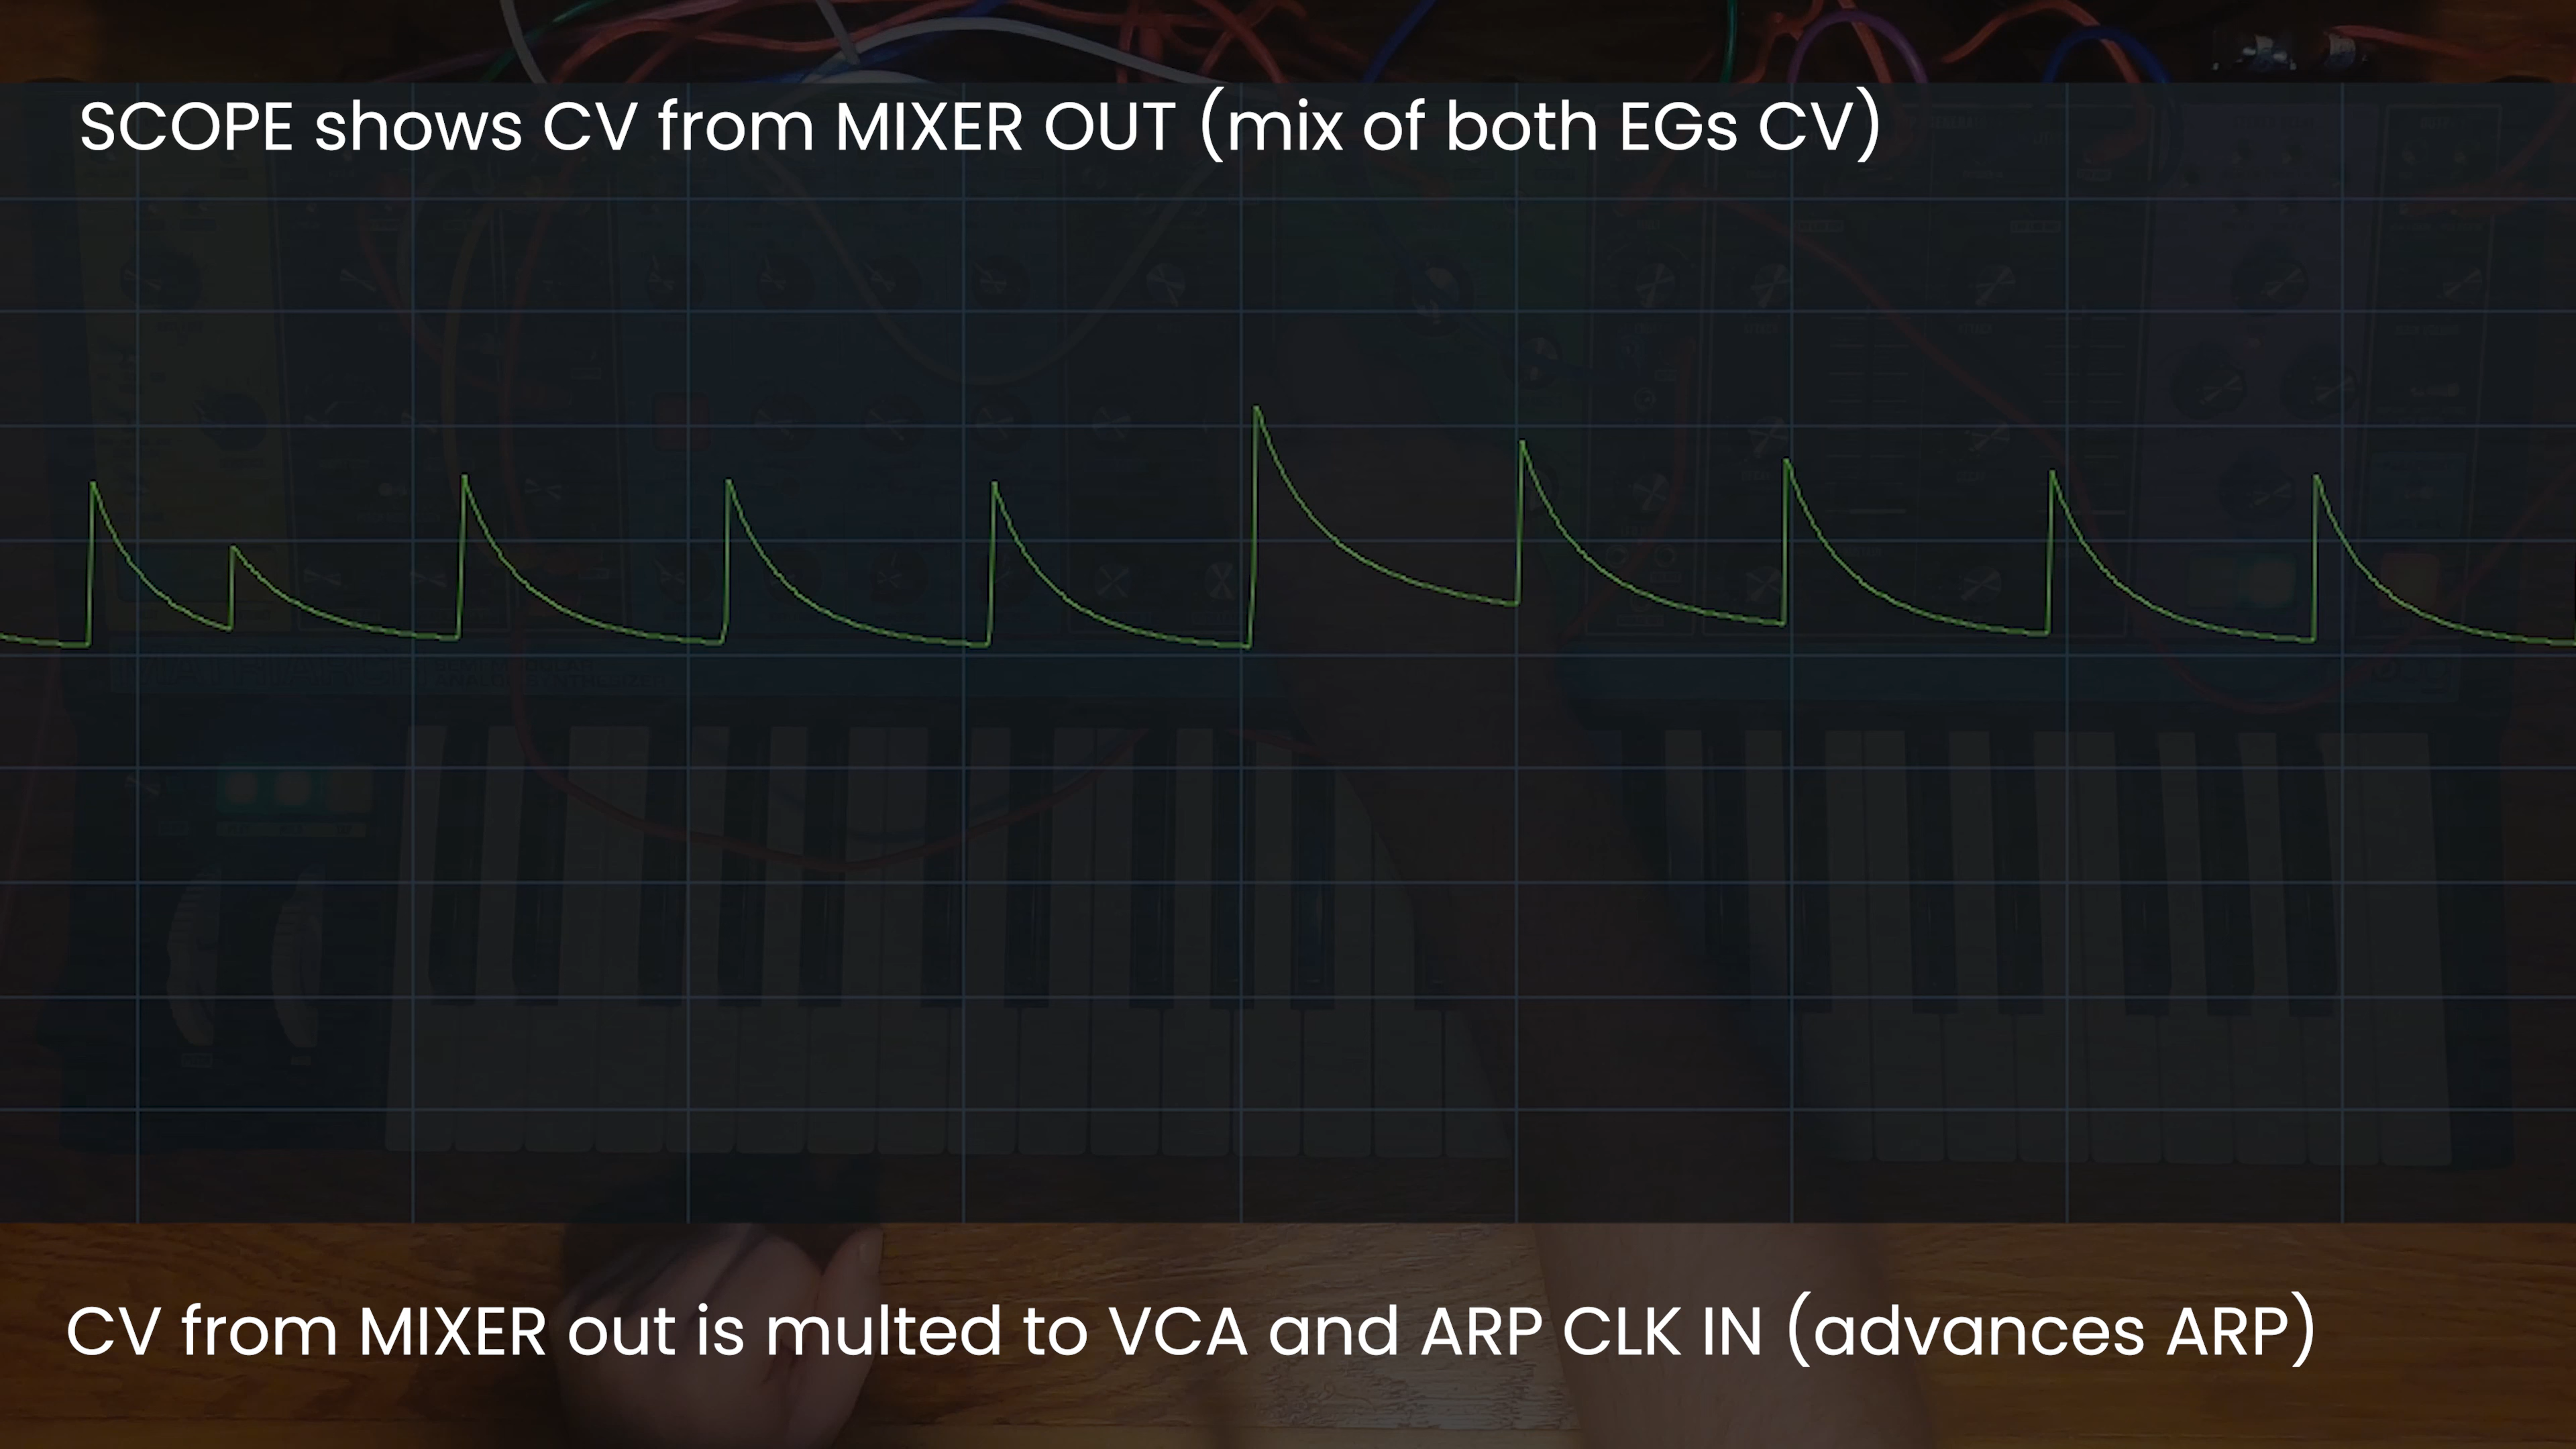 SCOPE shows CV from MIXER OUT (mix of both EGs CV)
CV from MIXER out is multed to VCA and ARP CLK IN (advances ARP)